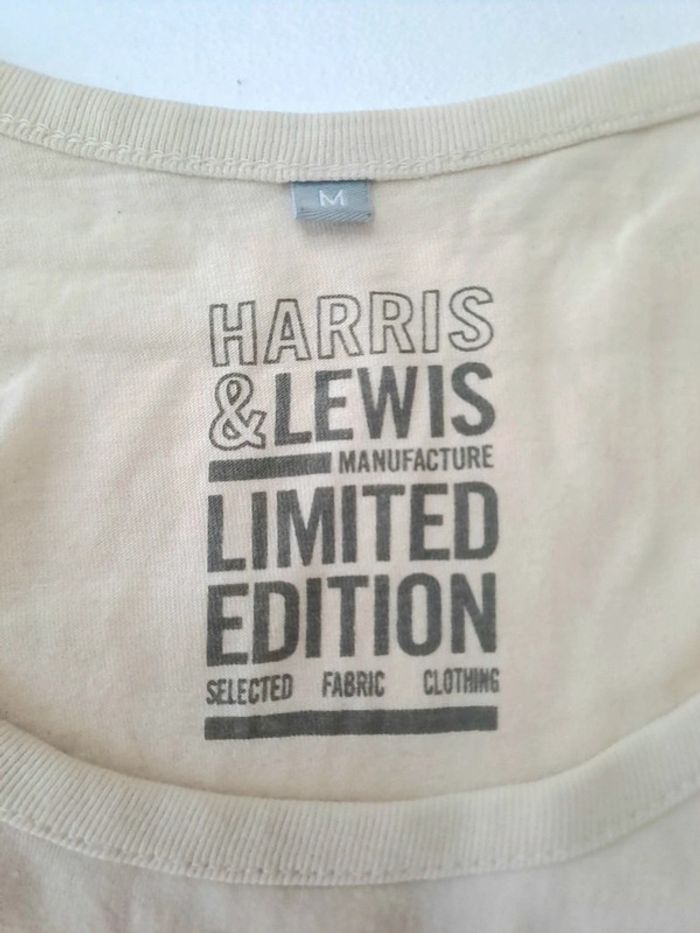 M
HARRIS
&LEWIS
MANUFACTURE
LIMITED
EDITION
SELECTED FABRIC CLOTHING